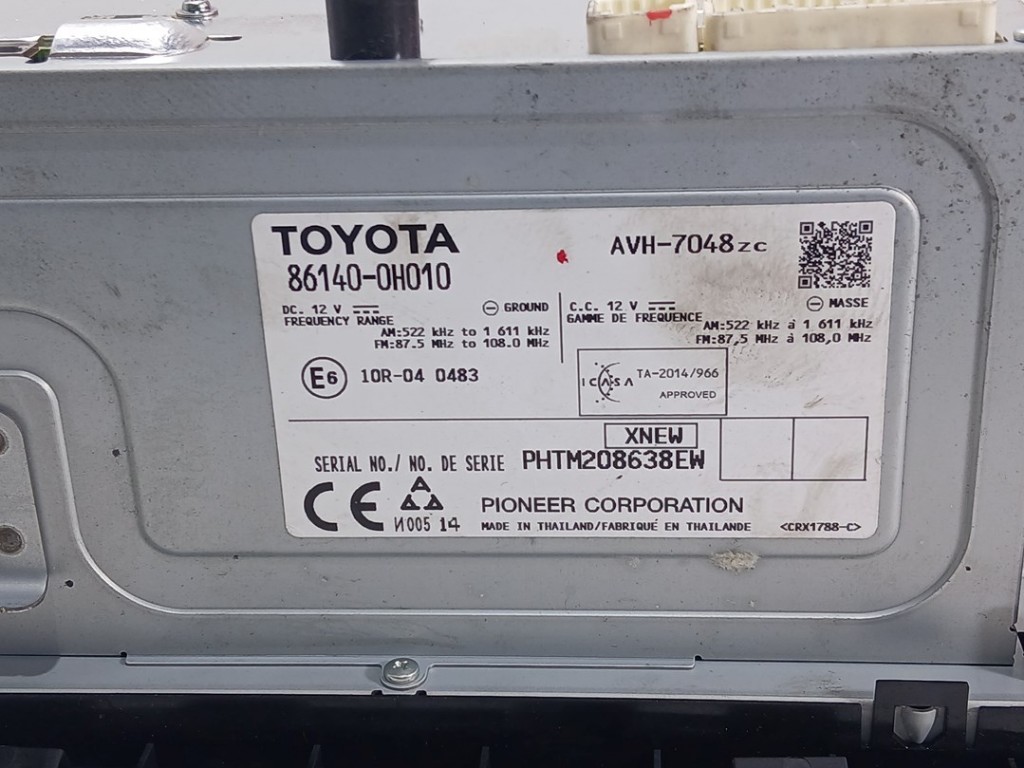 TOYOTA
AVH-7048zc
86140-0H010
DC. 12 V ⎓ ⊖ GROUND
FREQUENCY RANGE
AM:522 kHz to 1 611 kHz
FM:87.5 MHz to 108.0 MHz
C.C. 12 V ⎓ ⊖ MASSE
GAMME DE FREQUENCE
AM:522 kHz à 1 611 kHz
FM:87,5 MHz à 108,0 MHz
E6 10R-04 0483
ICASA TA-2014/966
APPROVED
XNEW
SERIAL NO./ NO. DE SERIE PHTM208638EW
CE
И005 14
PIONEER CORPORATION
MADE IN THAILAND/FABRIQUÉ EN THAILANDE <CRX1788-C>